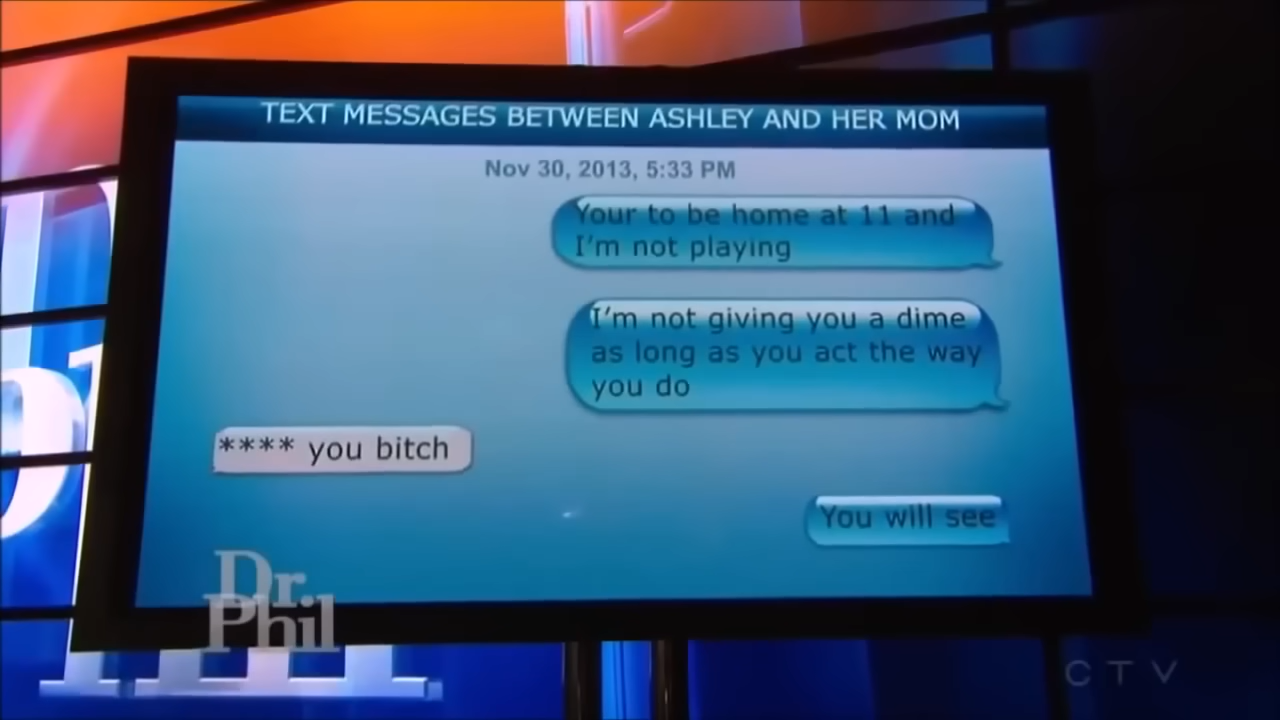 TEXT MESSAGES BETWEEN ASHLEY AND HER MOM
Nov 30, 2013, 5:33 PM
Your to be home at 11 and
I'm not playing
I'm not giving you a dime
as long as you act the way
you do
**** you bitch
You will see
Dr.
Phil
CTV